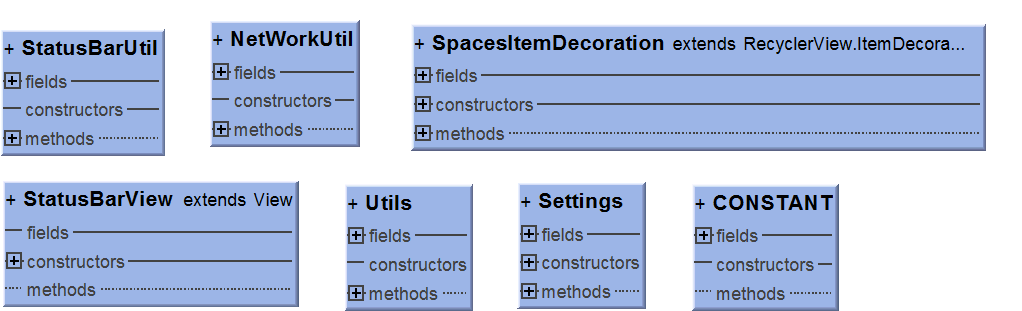 + StatusBarUtil
+ fields
constructors
+ methods
+ NetWorkUtil
+ fields
constructors
+ methods
+ SpacesItemDecoration extends RecyclerView.ItemDecora...
+ fields
+ constructors
+ methods
+ StatusBarView extends View
fields
+ constructors
methods
+ Utils
+ fields
constructors
+ methods
+ Settings
+ fields
+ constructors
+ methods
+ CONSTANT
+ fields
constructors
methods